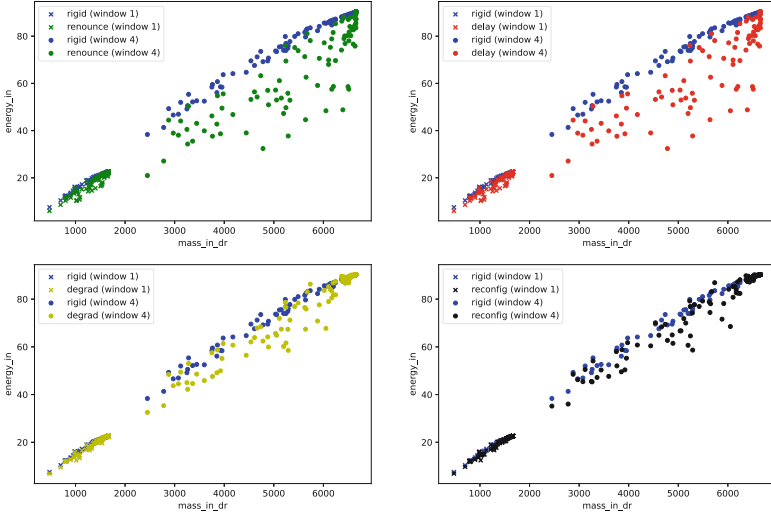 rigid (window 1)
renounce (window 1)
rigid (window 4)
renounce (window 4)
energy_in
80
60
40
20
1000 2000 3000 4000 5000 6000
mass_in_dr
rigid (window 1)
delay (window 1)
rigid (window 4)
delay (window 4)
energy_in
80
60
40
20
1000 2000 3000 4000 5000 6000
mass_in_dr
rigid (window 1)
degrad (window 1)
rigid (window 4)
degrad (window 4)
energy_in
80
60
40
20
1000 2000 3000 4000 5000 6000
mass_in_dr
rigid (window 1)
reconfig (window 1)
rigid (window 4)
reconfig (window 4)
energy_in
80
60
40
20
1000 2000 3000 4000 5000 6000
mass_in_dr